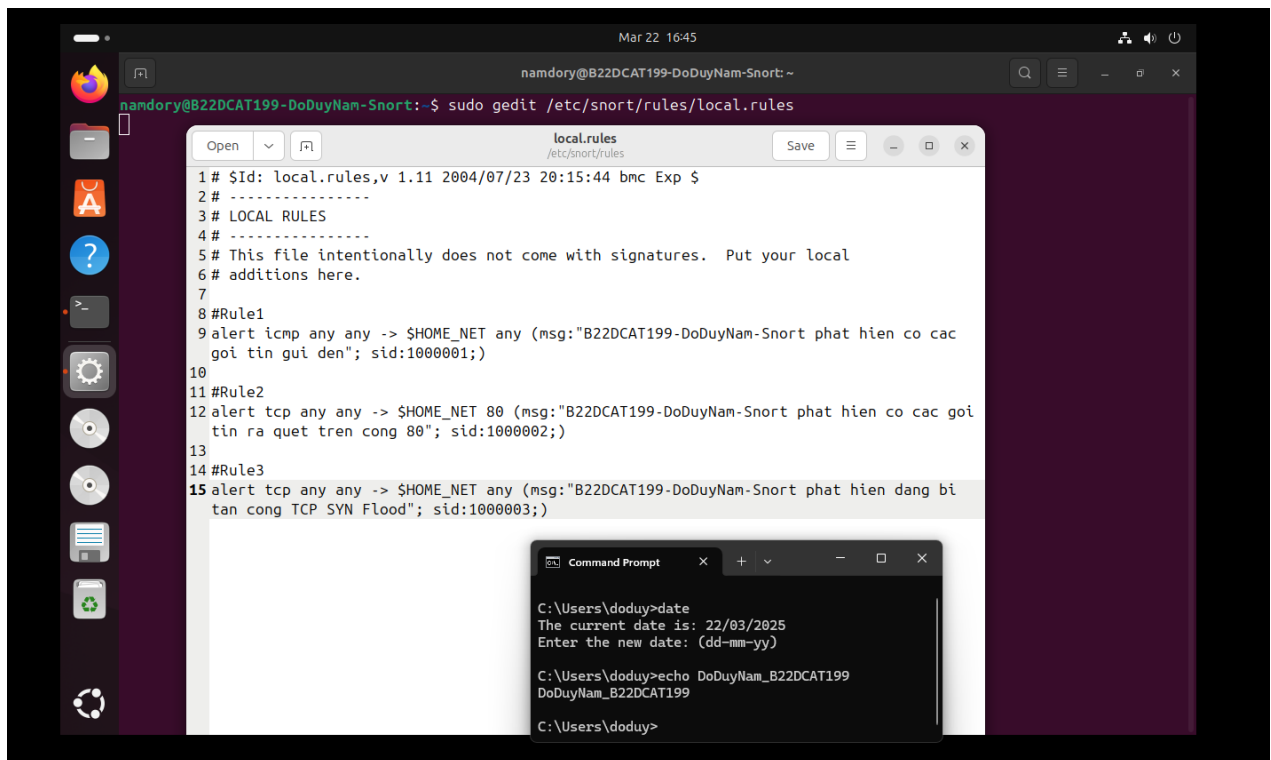 Mar 22 16:45
namdory@B22DCAT199-DoDuyNam-Snort: ~
namdory@B22DCAT199-DoDuyNam-Snort:~$ sudo gedit /etc/snort/rules/local.rules
Open
local.rules
/etc/snort/rules
Save
1 # $Id: local.rules,v 1.11 2004/07/23 20:15:44 bmc Exp $
2 # ----------------
3 # LOCAL RULES
4 # ----------------
5 # This file intentionally does not come with signatures.  Put your local
6 # additions here.
7
8 #Rule1
9 alert icmp any any -> $HOME_NET any (msg:"B22DCAT199-DoDuyNam-Snort phat hien co cac
goi tin gui den"; sid:1000001;)
10
11 #Rule2
12 alert tcp any any -> $HOME_NET 80 (msg:"B22DCAT199-DoDuyNam-Snort phat hien co cac goi
tin ra quet tren cong 80"; sid:1000002;)
13
14 #Rule3
15 alert tcp any any -> $HOME_NET any (msg:"B22DCAT199-DoDuyNam-Snort phat hien dang bi
tan cong TCP SYN Flood"; sid:1000003;)
Command Prompt
C:\Users\doduy>date
The current date is: 22/03/2025
Enter the new date: (dd-mm-yy)
C:\Users\doduy>echo DoDuyNam_B22DCAT199
DoDuyNam_B22DCAT199
C:\Users\doduy>